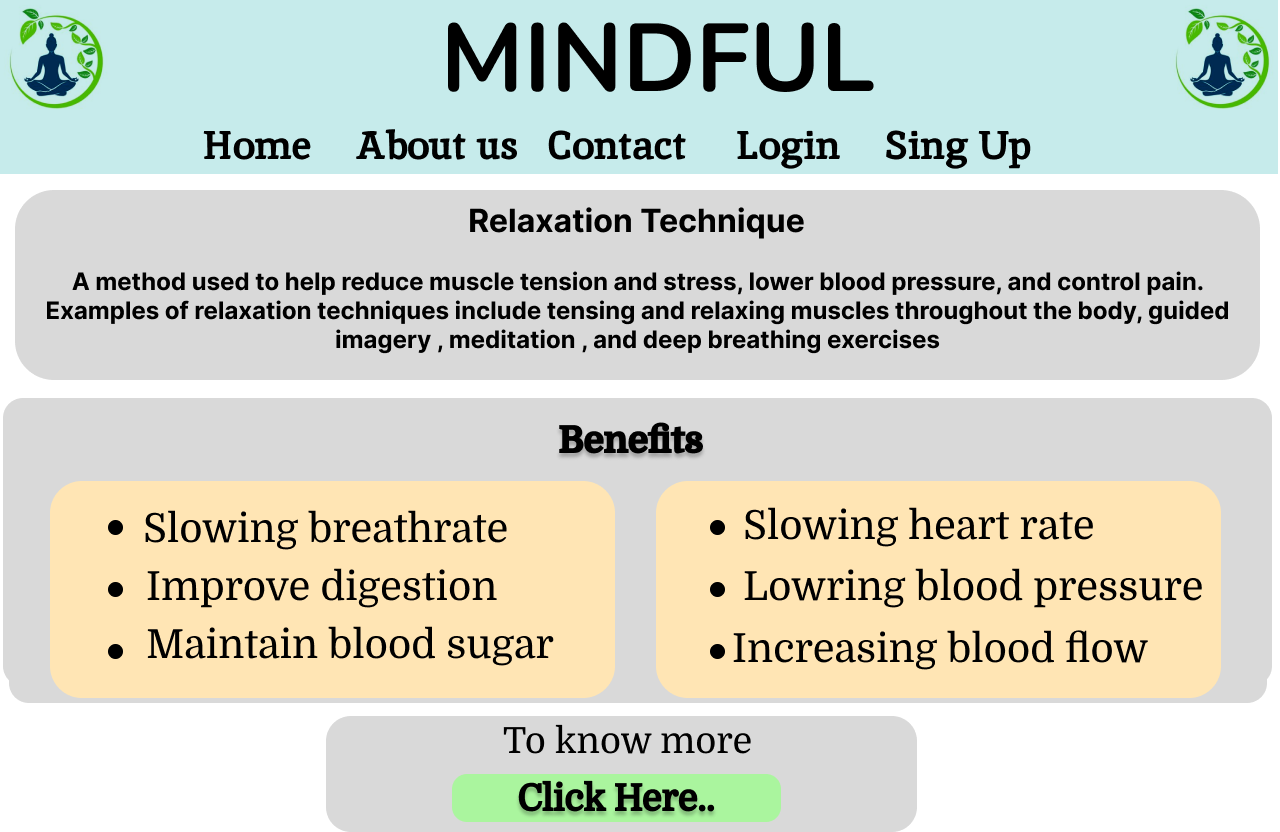 MINDFUL
Home About us Contact Login Sing Up
Relaxation Technique
A method used to help reduce muscle tension and stress, lower blood pressure, and control pain.
Examples of relaxation techniques include tensing and relaxing muscles throughout the body, guided
imagery , meditation , and deep breathing exercises
Benefits
• Slowing breathrate
• Improve digestion
• Maintain blood sugar
• Slowing heart rate
• Lowring blood pressure
• Increasing blood flow
To know more
Click Here..